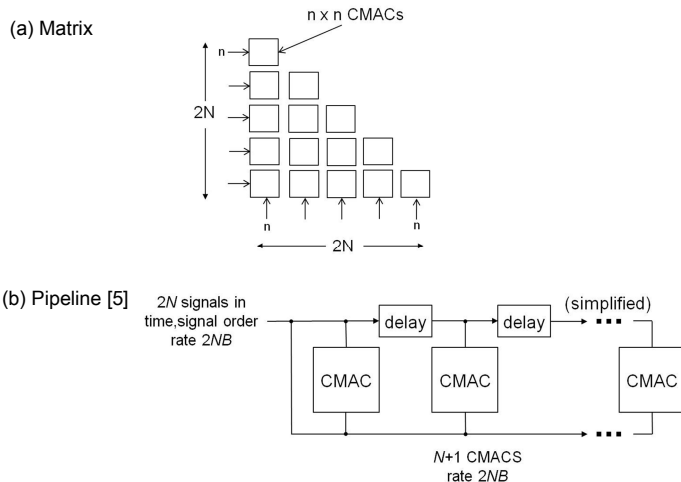 (a) Matrix
n x n CMACs
n
2N
n
n
2N
(b) Pipeline [5]
2N signals in
time,signal order
rate 2NB
delay
delay
(simplified)
CMAC
CMAC
CMAC
N+1 CMACS
rate 2NB